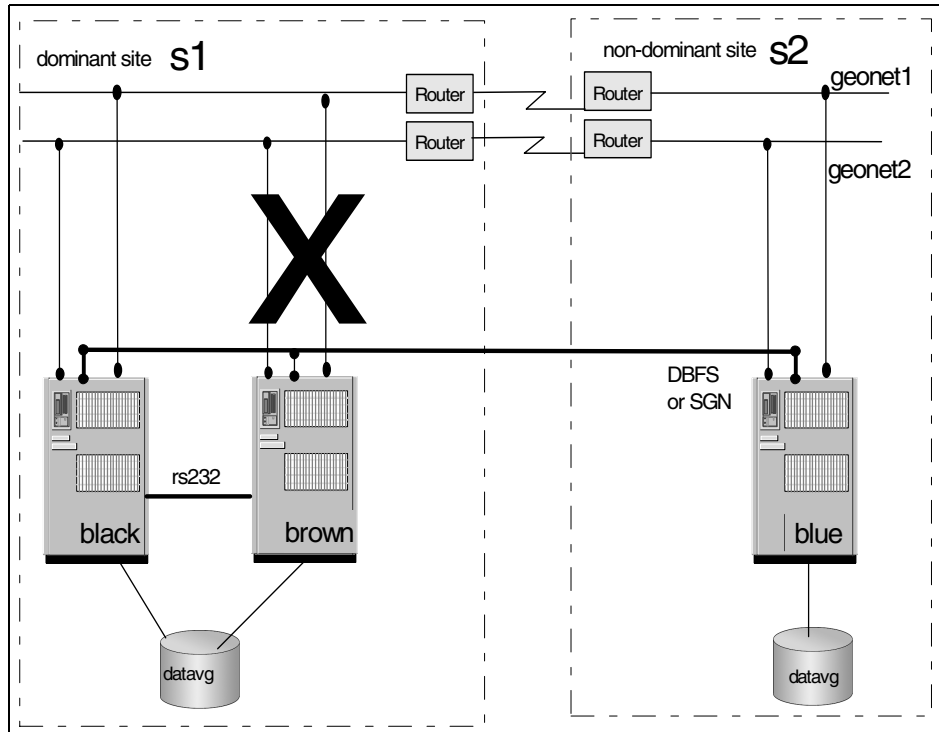 dominant site s1
non-dominant site s2
geonet1
Router
Router
Router
Router
geonet2
X
DBFS
or SGN
rs232
black
brown
blue
datavg
datavg